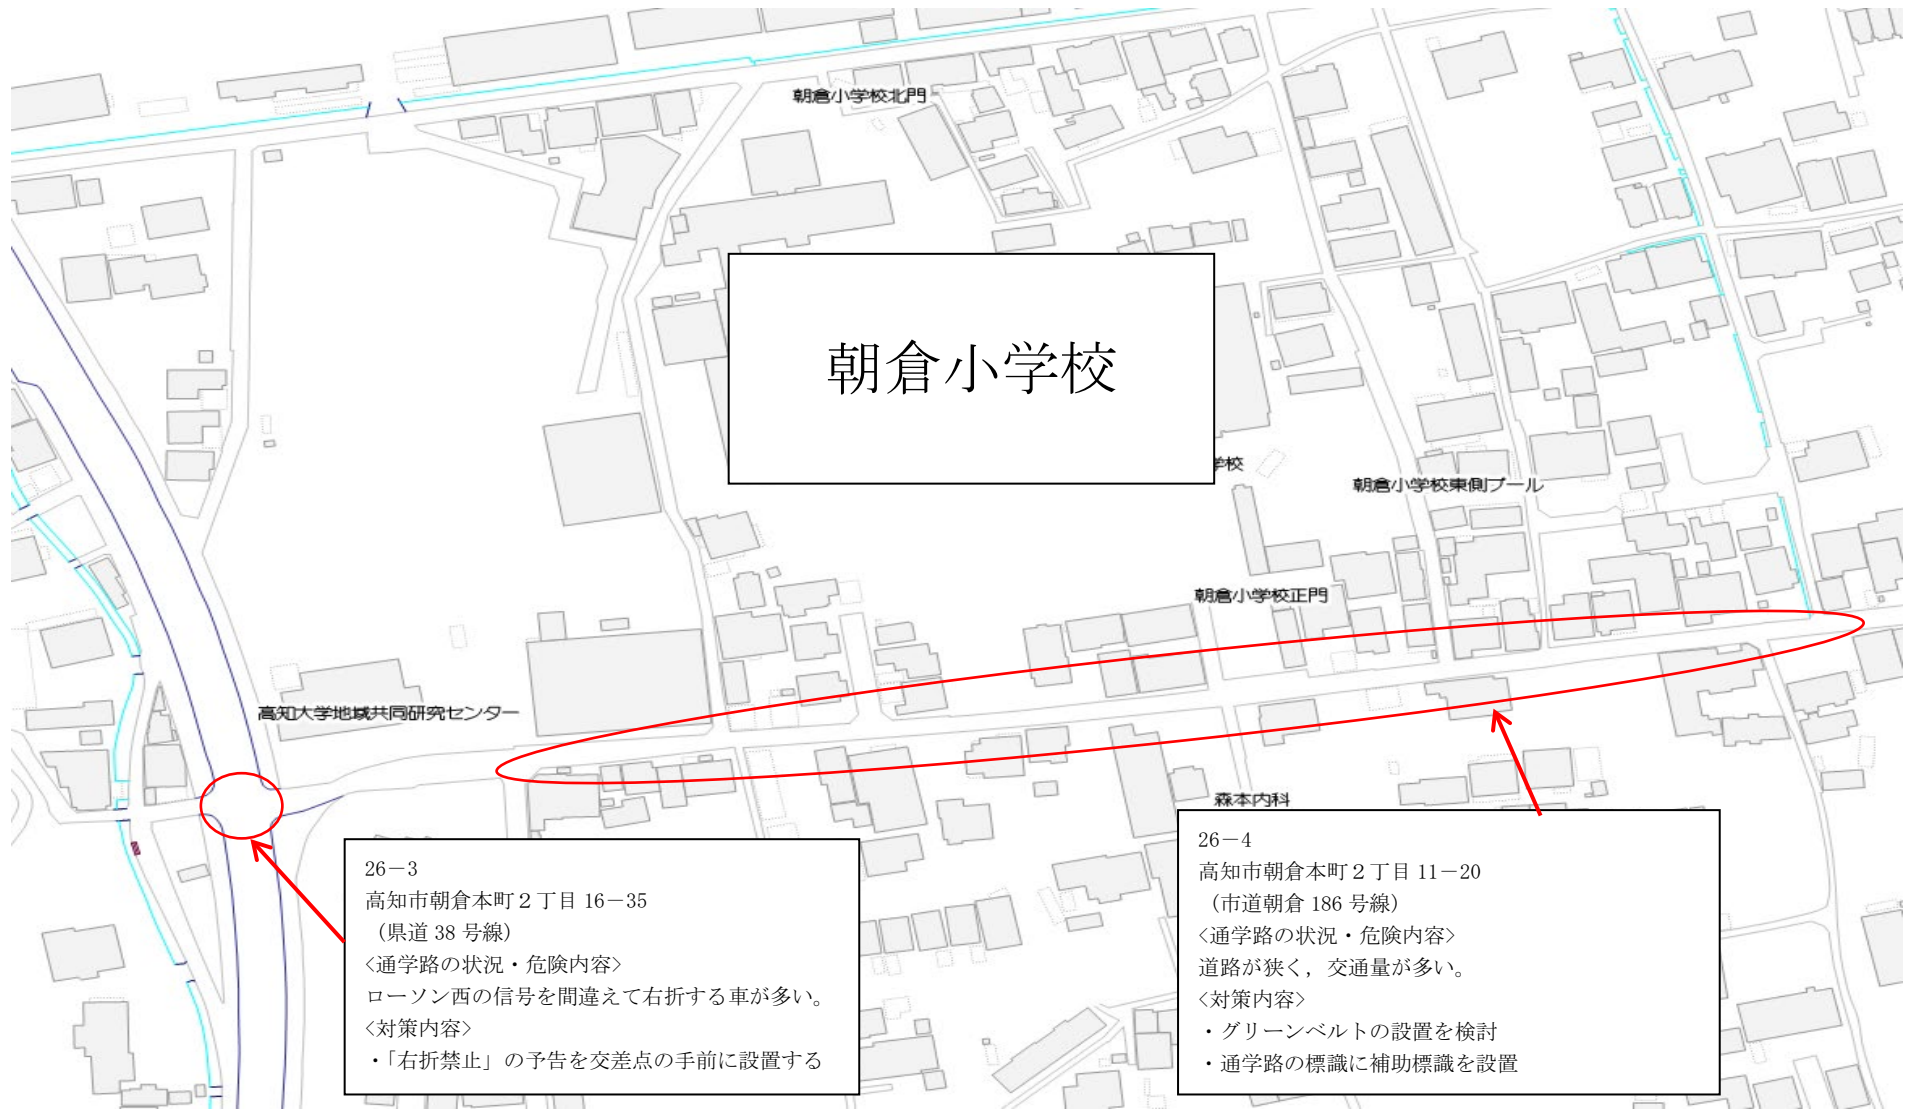 朝倉小学校北門
朝倉小学校
学校
朝倉小学校東側プール
朝倉小学校正門
高知大学地域共同研究センター
森本内科
26－3
高知市朝倉本町２丁目 16－35
（県道 38 号線）
<通学路の状況・危険内容>
ローソン西の信号を間違えて右折する車が多い。
<対策内容>
・「右折禁止」の予告を交差点の手前に設置する
26－4
高知市朝倉本町２丁目 11－20
（市道朝倉 186 号線）
<通学路の状況・危険内容>
道路が狭く，交通量が多い。
<対策内容>
・グリーンベルトの設置を検討
・通学路の標識に補助標識を設置